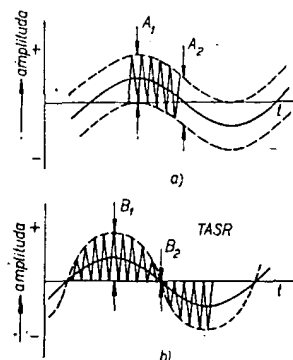 +
A₁
A₂
amplituda
t
−
a)
+
B₁
TASR
B₂
amplituda
t
−
b)